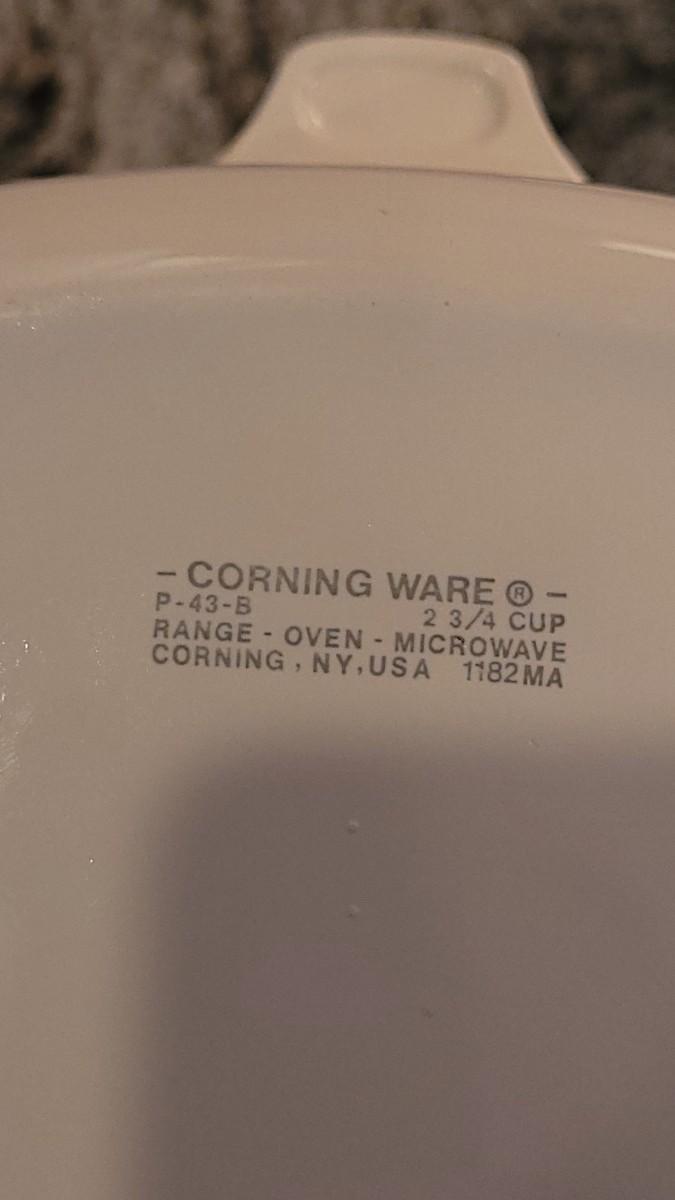 - CORNING WARE ® -
P-43-B 2 3/4 CUP
RANGE - OVEN - MICROWAVE
CORNING, NY, USA 1182MA